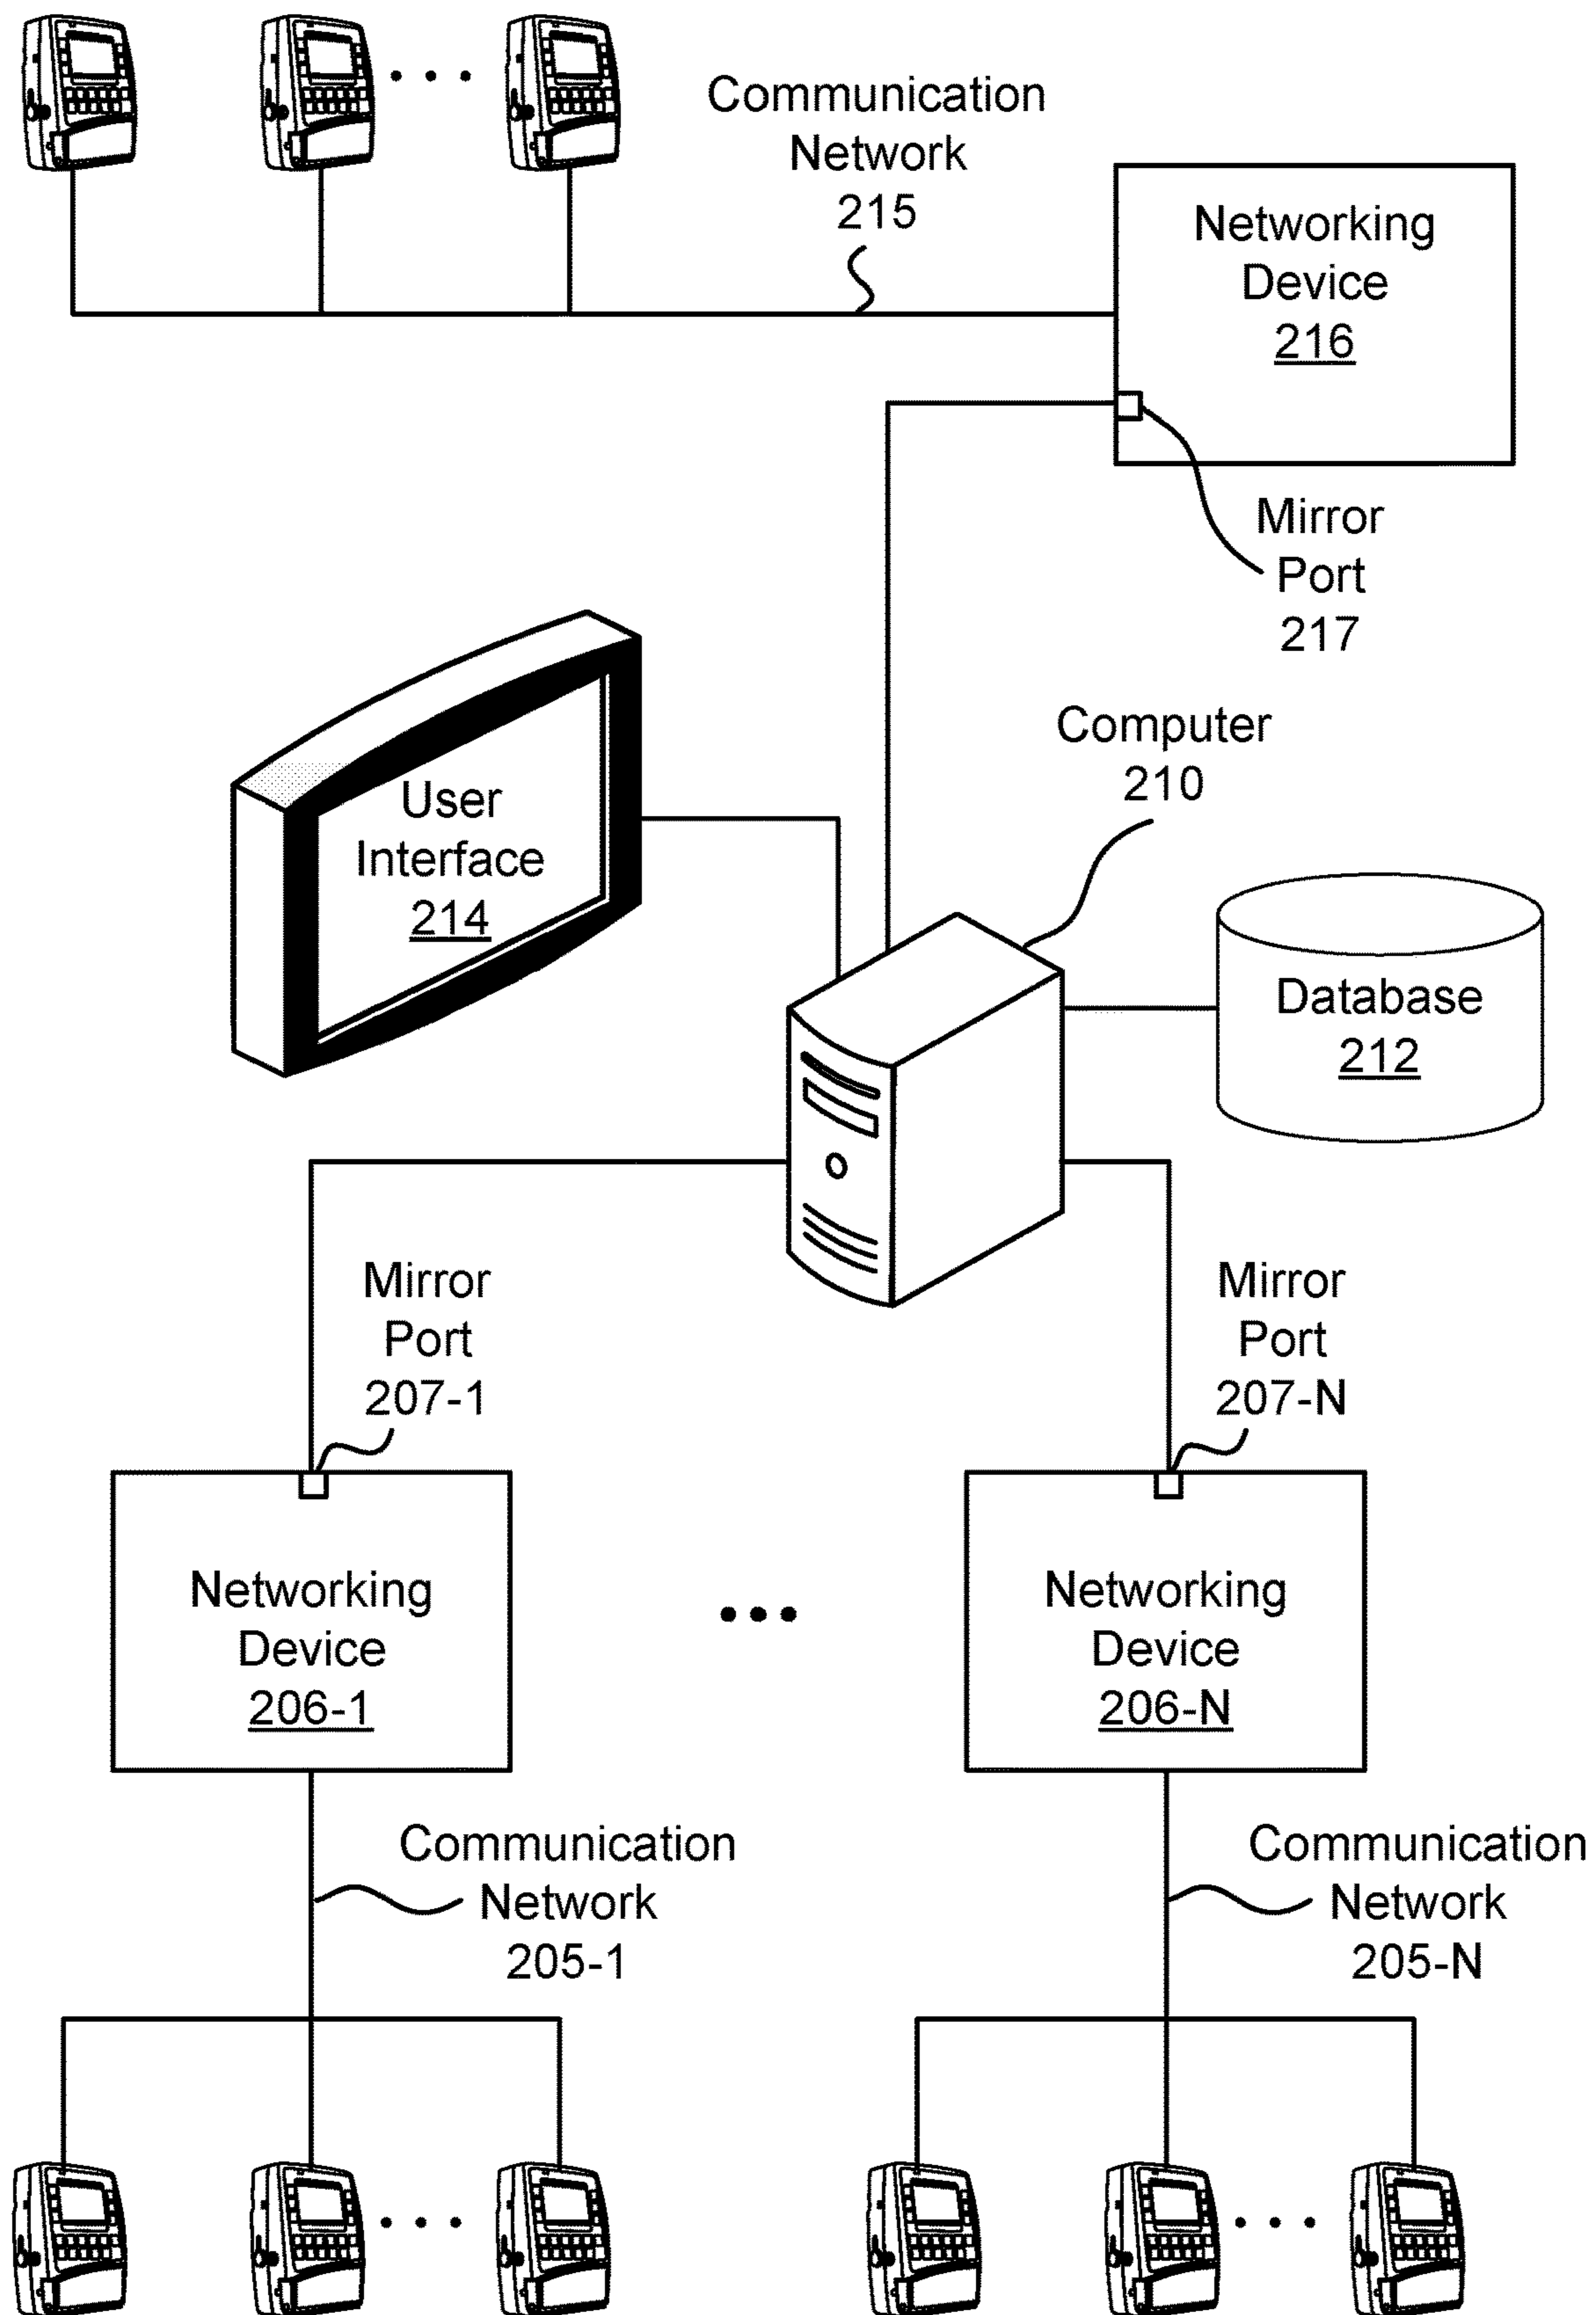 Communication
Network
215
Networking
Device
216
Mirror
Port
217
User
Interface
214
Computer
210
Database
212
Mirror
Port
207-1
Mirror
Port
207-N
Networking
Device
206-1
Networking
Device
206-N
Communication
Network
205-1
Communication
Network
205-N